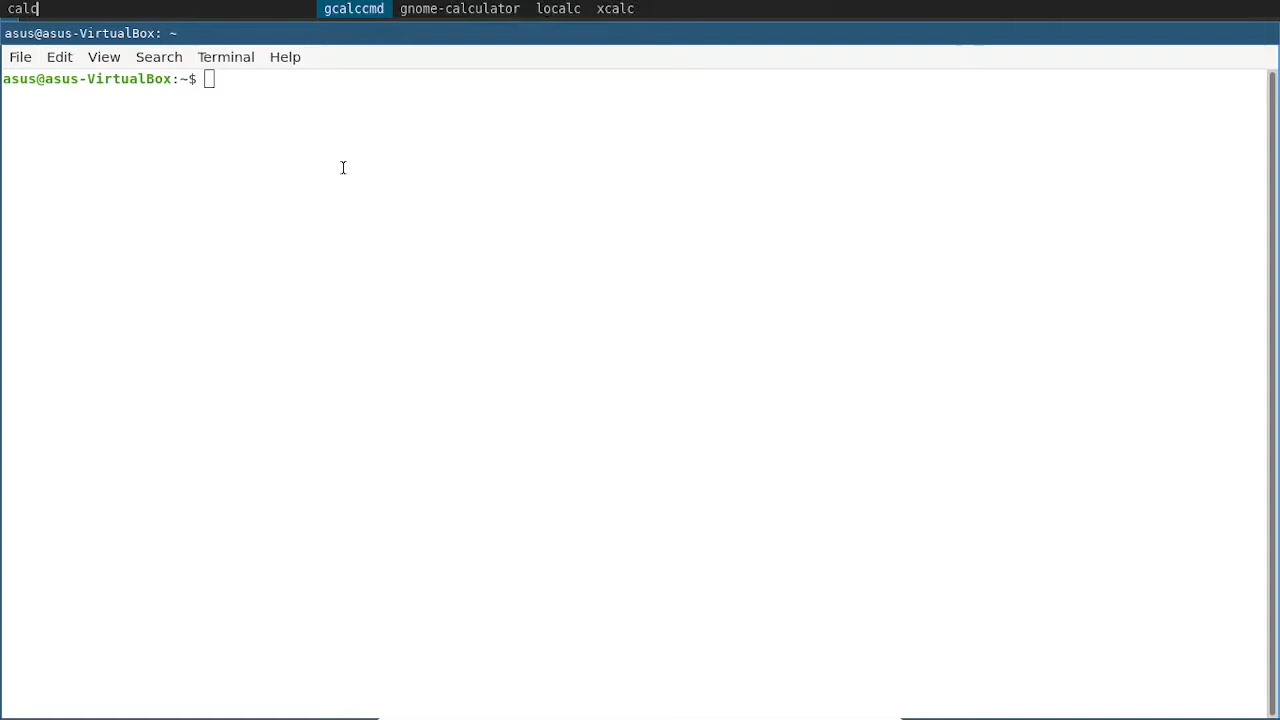 calc gcalccmd gnome-calculator localc xcalc
asus@asus-VirtualBox: ~
File Edit View Search Terminal Help
asus@asus-VirtualBox:~$